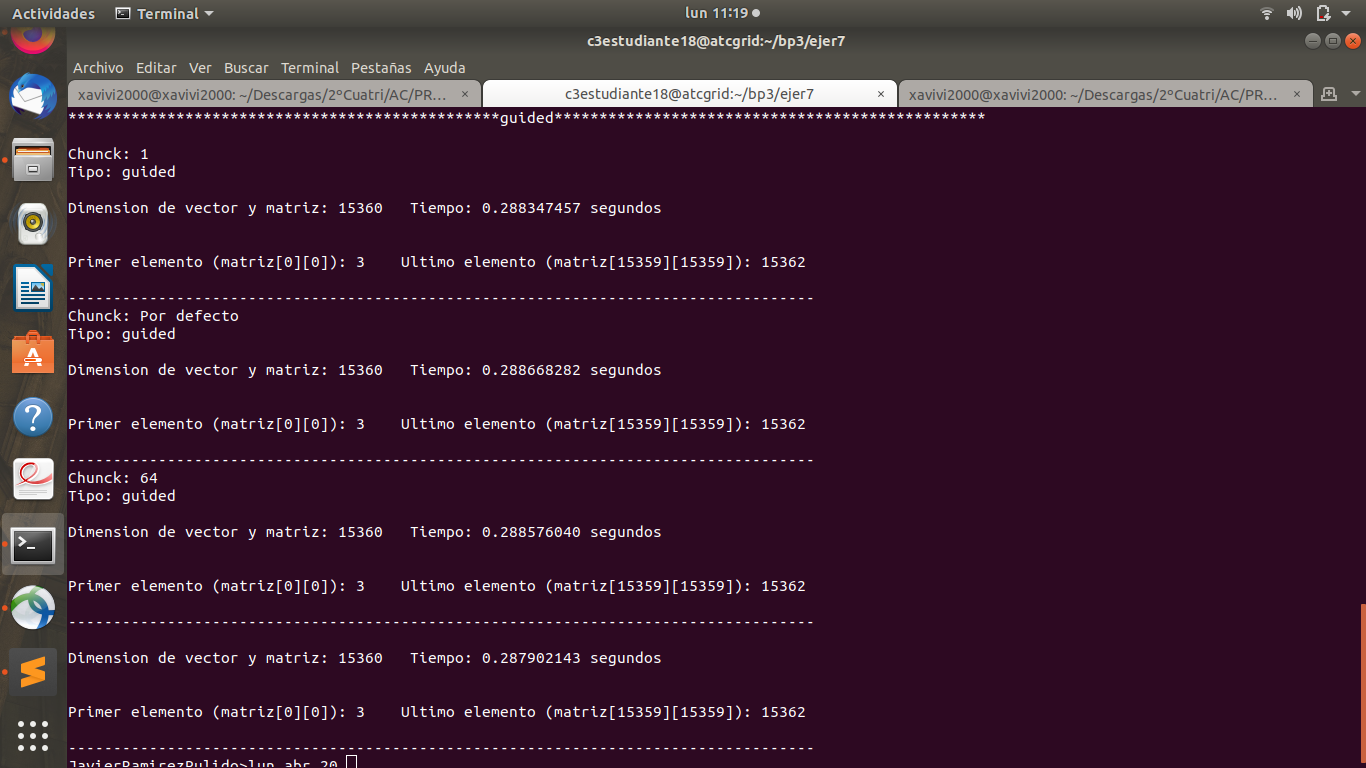 Actividades Terminal lun 11:19
c3estudiante18@atcgrid:~/bp3/ejer7
Archivo Editar Ver Buscar Terminal Pestañas Ayuda
xavivi2000@xavivi2000: ~/Descargas/2ºCuatri/AC/PR... × c3estudiante18@atcgrid:~/bp3/ejer7 × xavivi2000@xavivi2000: ~/Descargas/2ºCuatri/AC/PR... ×
************************************************guided************************************************
Chunck: 1
Tipo: guided
Dimension de vector y matriz: 15360 Tiempo: 0.288347457 segundos
Primer elemento (matriz[0][0]): 3 Ultimo elemento (matriz[15359][15359]): 15362
-----------------------------------------------------------------------------------
Chunck: Por defecto
Tipo: guided
Dimension de vector y matriz: 15360 Tiempo: 0.288668282 segundos
Primer elemento (matriz[0][0]): 3 Ultimo elemento (matriz[15359][15359]): 15362
-----------------------------------------------------------------------------------
Chunck: 64
Tipo: guided
Dimension de vector y matriz: 15360 Tiempo: 0.288576040 segundos
Primer elemento (matriz[0][0]): 3 Ultimo elemento (matriz[15359][15359]): 15362
-----------------------------------------------------------------------------------
Dimension de vector y matriz: 15360 Tiempo: 0.287902143 segundos
Primer elemento (matriz[0][0]): 3 Ultimo elemento (matriz[15359][15359]): 15362
-----------------------------------------------------------------------------------
JavierRamirezPulido>lun abr 20